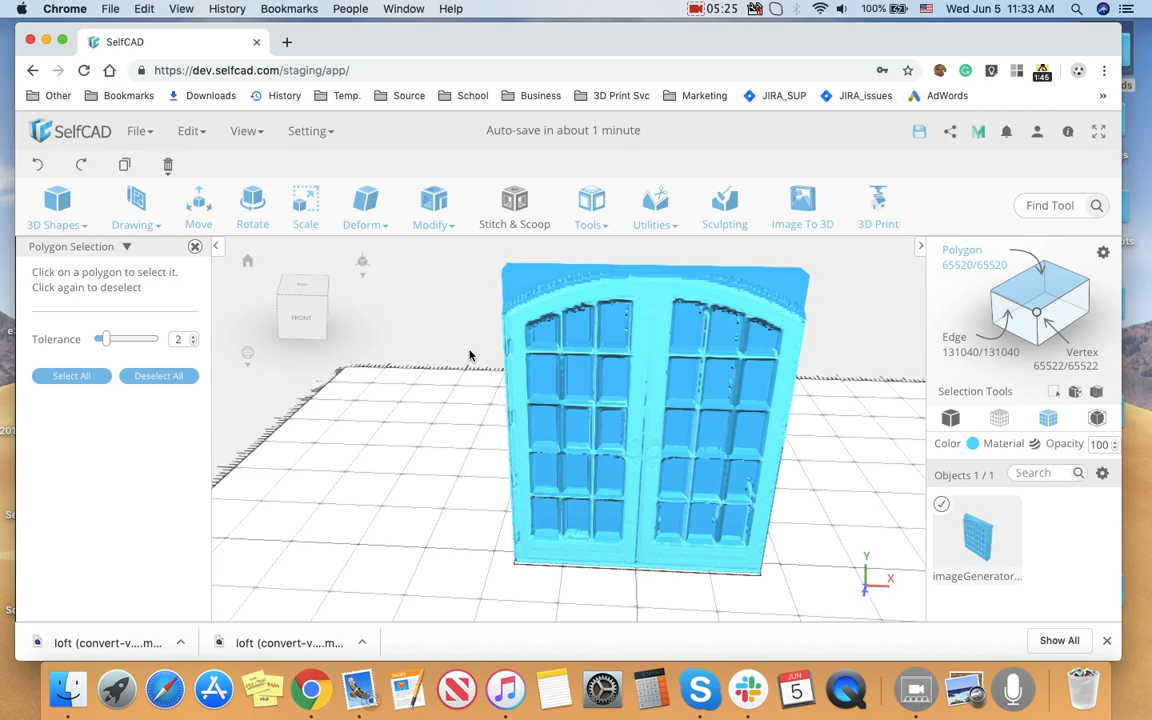 Chrome File Edit View History Bookmarks People Window Help 05:25 100% Wed Jun 5 11:33 AM
SelfCAD
https://dev.selfcad.com/staging/app/ 1:45
Other Bookmarks Downloads History Temp. Source School Business 3D Print Svc Marketing JIRA_SUP JIRA_issues AdWords »
SelfCAD File Edit View Setting Auto-save in about 1 minute
3D Shapes Drawing Move Rotate Scale Deform Modify Stitch & Scoop Tools Utilities Sculpting Image To 3D 3D Print Find Tool
Polygon Selection
Click on a polygon to select it.
Click again to deselect
Tolerance 2
Select All Deselect All
FRONT
Y
X
Polygon
65520/65520
Edge
131040/131040
Vertex
65522/65522
Selection Tools
Color Material Opacity 100
Objects 1 / 1 Search
imageGenerator...
loft (convert-v....m... loft (convert-v....m... Show All
JUN
5